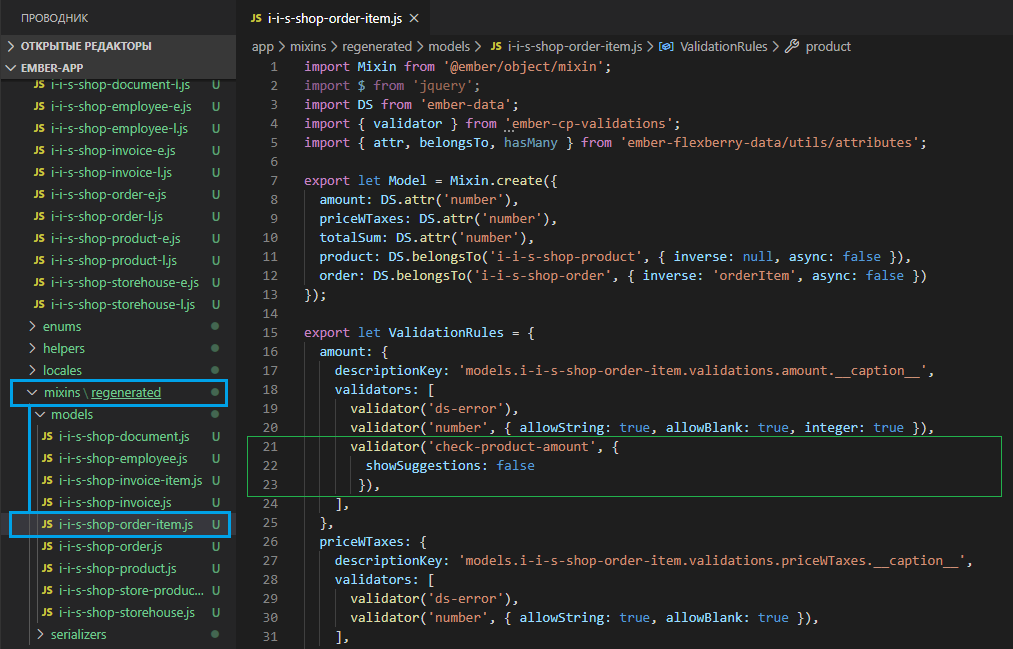 ПРОВОДНИК
ОТКРЫТЫЕ РЕДАКТОРЫ
EMBER-APP
JS i-i-s-shop-document-l.js U
JS i-i-s-shop-employee-e.js U
JS i-i-s-shop-employee-l.js U
JS i-i-s-shop-invoice-e.js U
JS i-i-s-shop-invoice-l.js U
JS i-i-s-shop-order-e.js U
JS i-i-s-shop-order-l.js U
JS i-i-s-shop-product-e.js U
JS i-i-s-shop-product-l.js U
JS i-i-s-shop-storehouse-e.js U
JS i-i-s-shop-storehouse-l.js U
enums
helpers
locales
mixins \ regenerated
models
JS i-i-s-shop-document.js U
JS i-i-s-shop-employee.js U
JS i-i-s-shop-invoice-item.js U
JS i-i-s-shop-invoice.js U
JS i-i-s-shop-order-item.js U
JS i-i-s-shop-order.js U
JS i-i-s-shop-product.js U
JS i-i-s-shop-store-produc... U
JS i-i-s-shop-storehouse.js U
serializers
JS i-i-s-shop-order-item.js ×
app > mixins > regenerated > models > JS i-i-s-shop-order-item.js > ValidationRules > product
1 import Mixin from '@ember/object/mixin';
2 import $ from 'jquery';
3 import DS from 'ember-data';
4 import { validator } from 'ember-cp-validations';
5 import { attr, belongsTo, hasMany } from 'ember-flexberry-data/utils/attributes';
6
7 export let Model = Mixin.create({
8 amount: DS.attr('number'),
9 priceWTaxes: DS.attr('number'),
10 totalSum: DS.attr('number'),
11 product: DS.belongsTo('i-i-s-shop-product', { inverse: null, async: false }),
12 order: DS.belongsTo('i-i-s-shop-order', { inverse: 'orderItem', async: false })
13 });
14
15 export let ValidationRules = {
16 amount: {
17 descriptionKey: 'models.i-i-s-shop-order-item.validations.amount.__caption__',
18 validators: [
19 validator('ds-error'),
20 validator('number', { allowString: true, allowBlank: true, integer: true }),
21 validator('check-product-amount', {
22 showSuggestions: false
23 }),
24 ],
25 },
26 priceWTaxes: {
27 descriptionKey: 'models.i-i-s-shop-order-item.validations.priceWTaxes.__caption__',
28 validators: [
29 validator('ds-error'),
30 validator('number', { allowString: true, allowBlank: true }),
31 ],